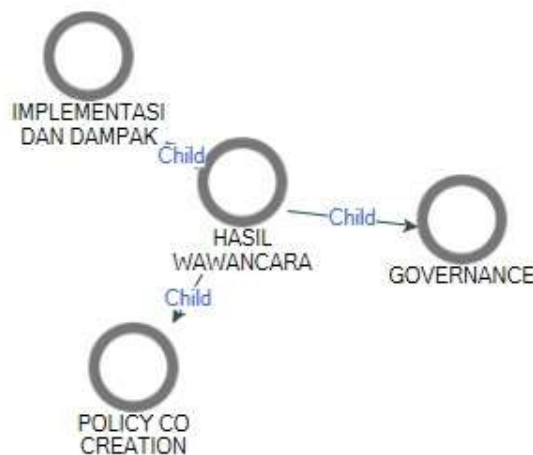 IMPLEMENTASI
DAN DAMPAK
Child
HASIL
WAWANCARA
Child
GOVERNANCE
Child
POLICY CO
CREATION